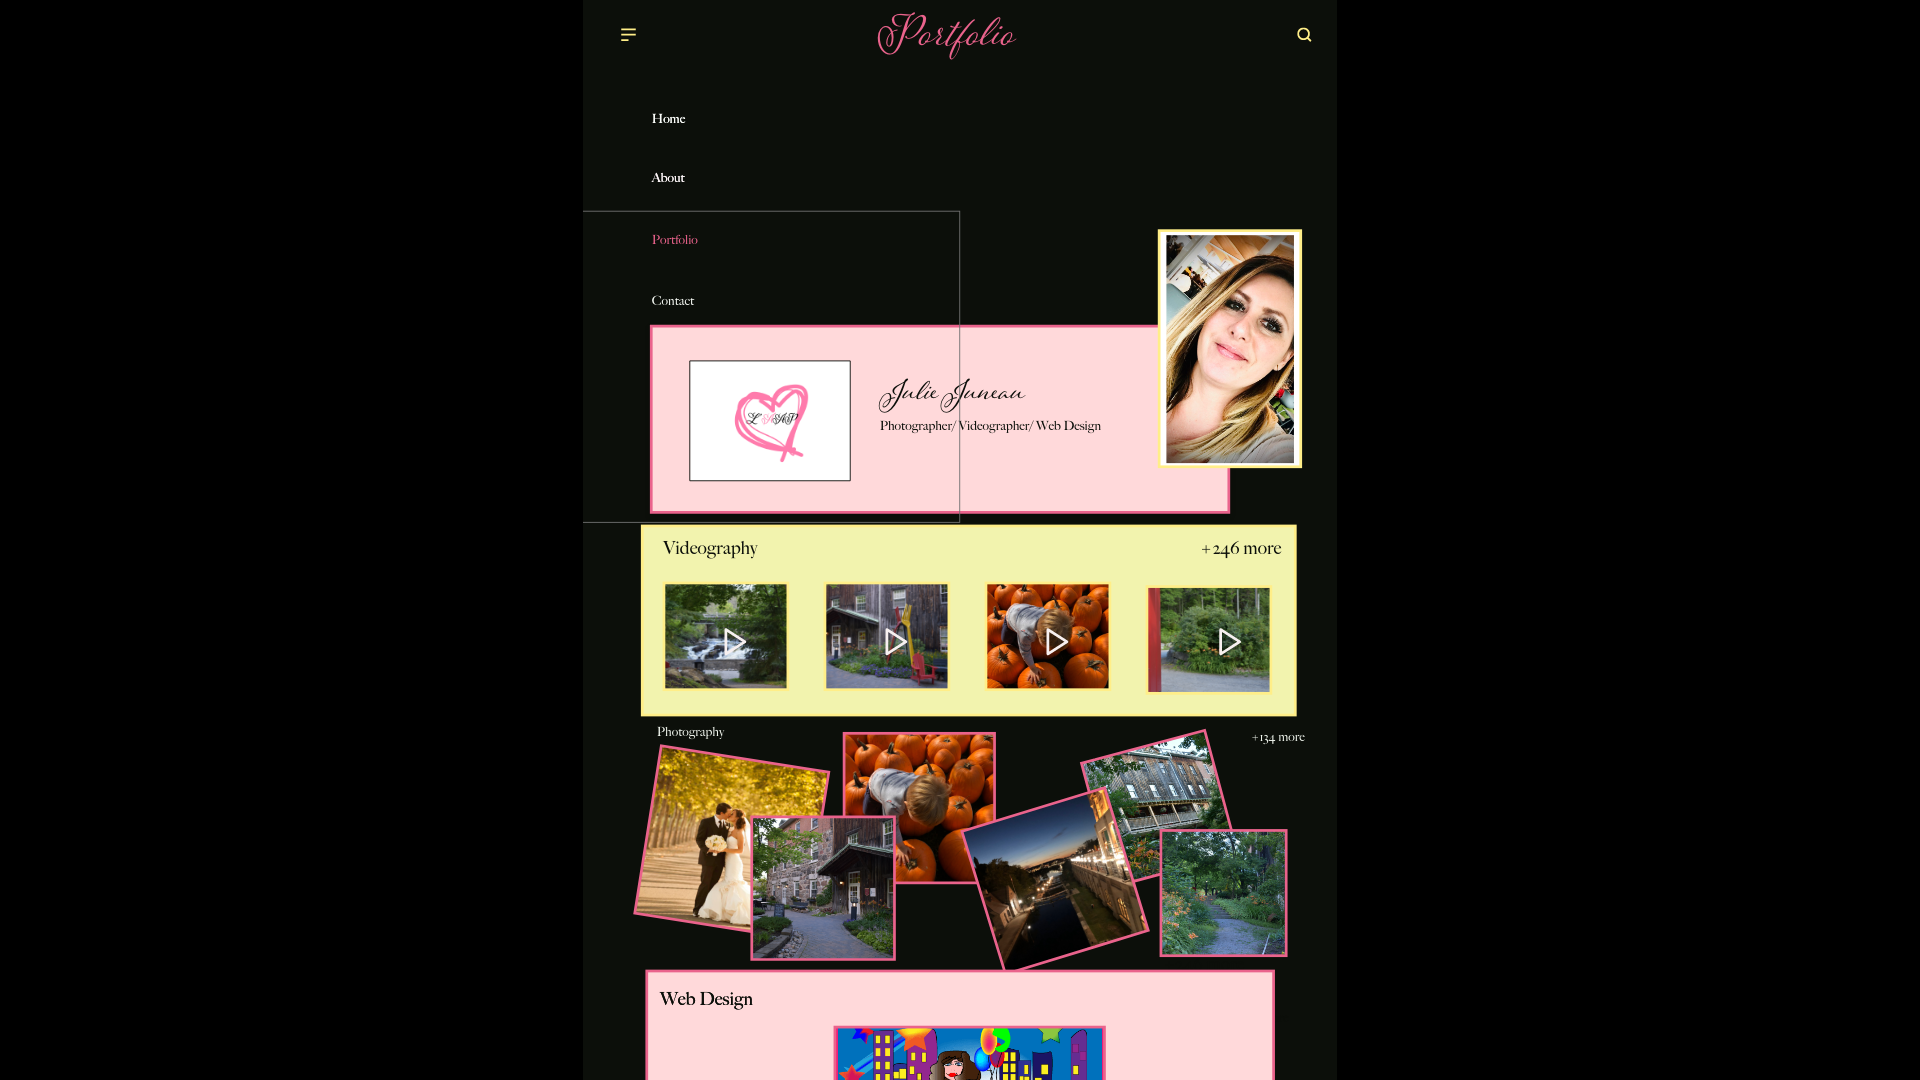 Portfolio
Home
About
Portfolio
Contact
Julie Juneau
Photographer/ Videographer/ Web Design
Videography
+246 more
Photography
+134 more
Web Design